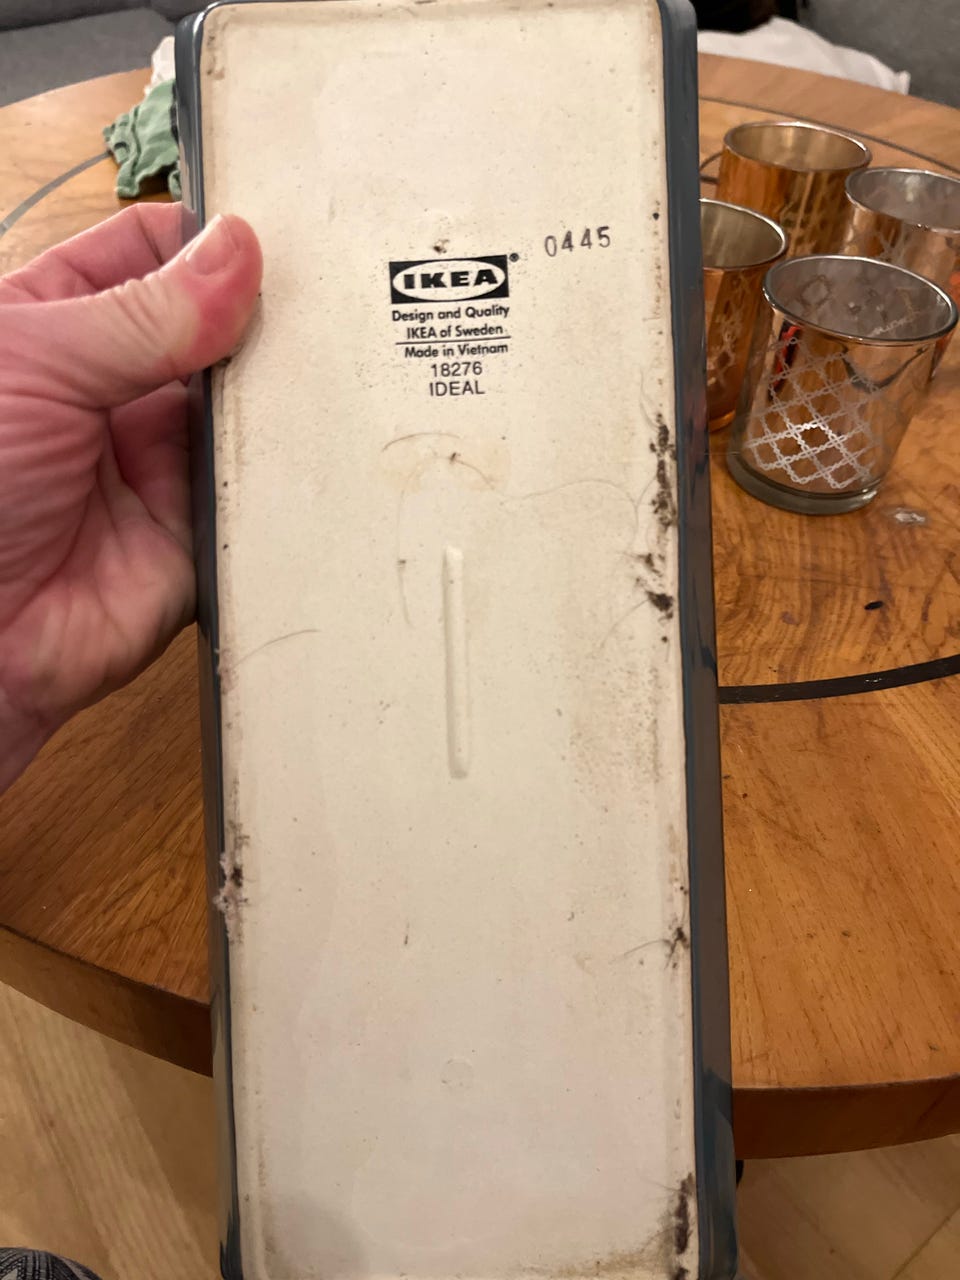 0445
IKEA®
Design and Quality
IKEA of Sweden
Made in Vietnam
18276
IDEAL